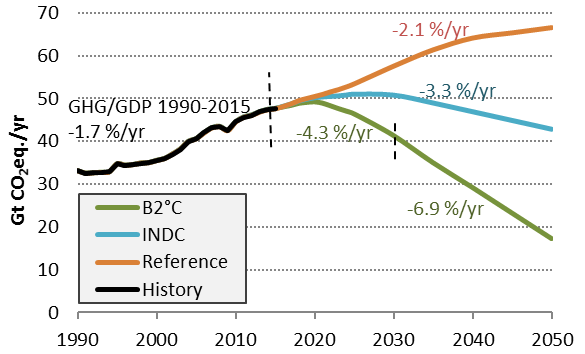 70
60
50
40
30
20
10
0
Gt CO₂eq./yr
-2.1 %/yr
-3.3 %/yr
GHG/GDP 1990-2015
-1.7 %/yr
-4.3 %/yr
-6.9 %/yr
B2°C
INDC
Reference
History
1990 2000 2010 2020 2030 2040 2050